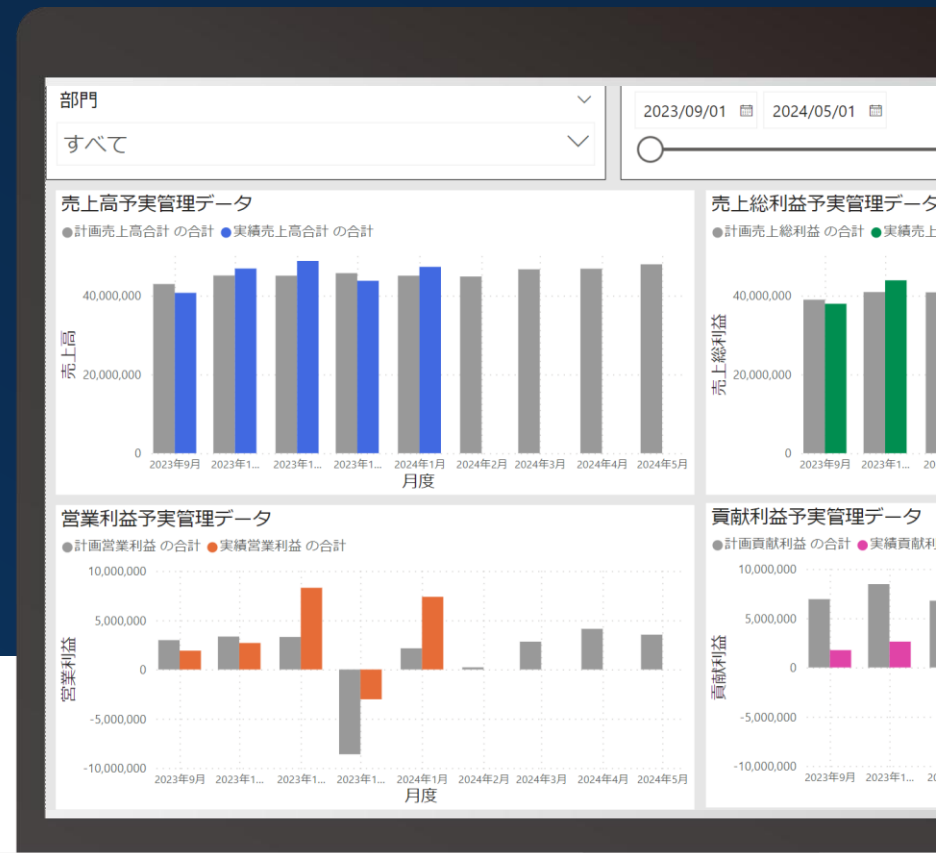 部門
すべて
2023/09/01 2024/05/01
売上高予実管理データ
計画売上高合計 の合計 実績売上高合計 の合計
売上高
40,000,000
20,000,000
0
2023年9月 2023年1... 2023年1... 2023年1... 2024年1月 2024年2月 2024年3月 2024年4月 2024年5月
月度
売上総利益予実管理データ
計画売上総利益 の合計 実績売上
売上総利益
40,000,000
20,000,000
0
2023年9月 2023年1... 20
営業利益予実管理データ
計画営業利益 の合計 実績営業利益 の合計
営業利益
10,000,000
5,000,000
0
-5,000,000
-10,000,000
2023年9月 2023年1... 2023年1... 2023年1... 2024年1月 2024年2月 2024年3月 2024年4月 2024年5月
月度
貢献利益予実管理データ
計画貢献利益 の合計 実績貢献利
貢献利益
10,000,000
5,000,000
0
-5,000,000
-10,000,000
2023年9月 2023年1... 20